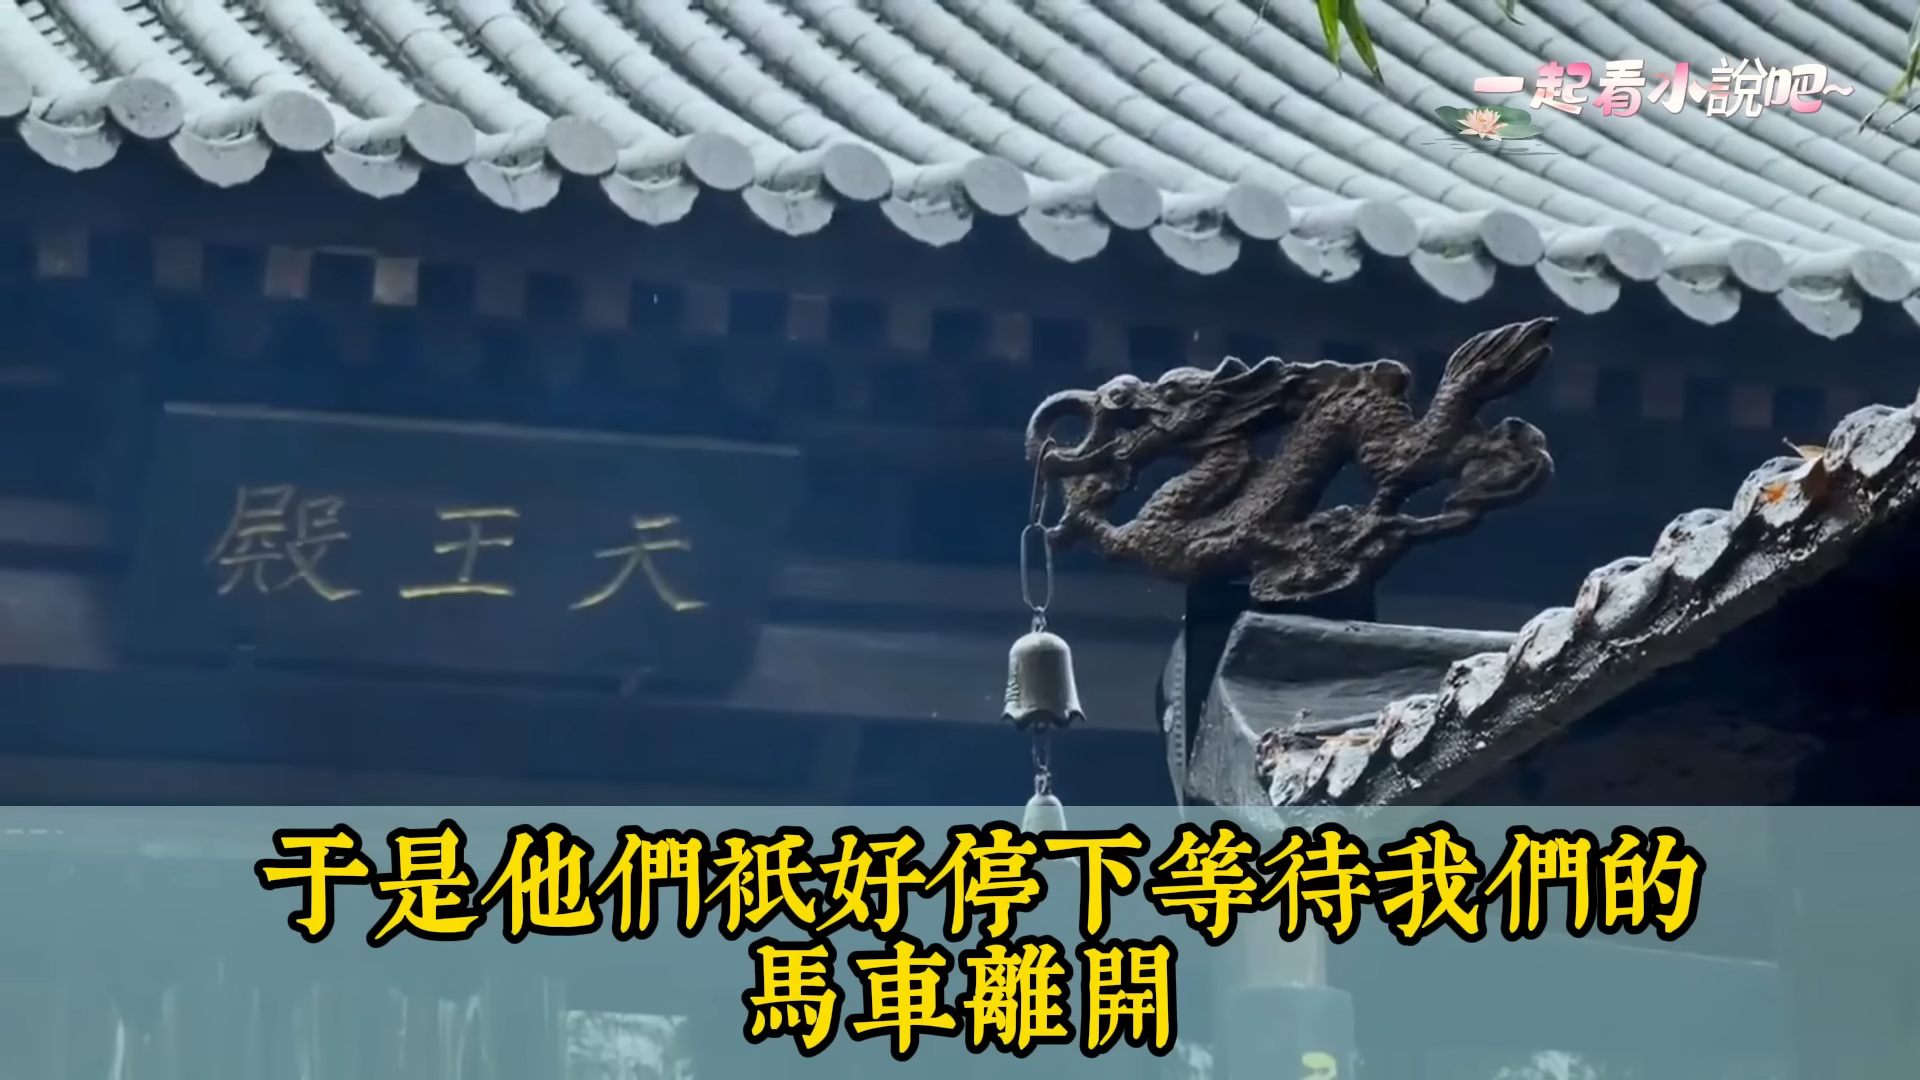 一起看小說吧~
殿王天
于是他們衹好停下等待我們的
馬車離開